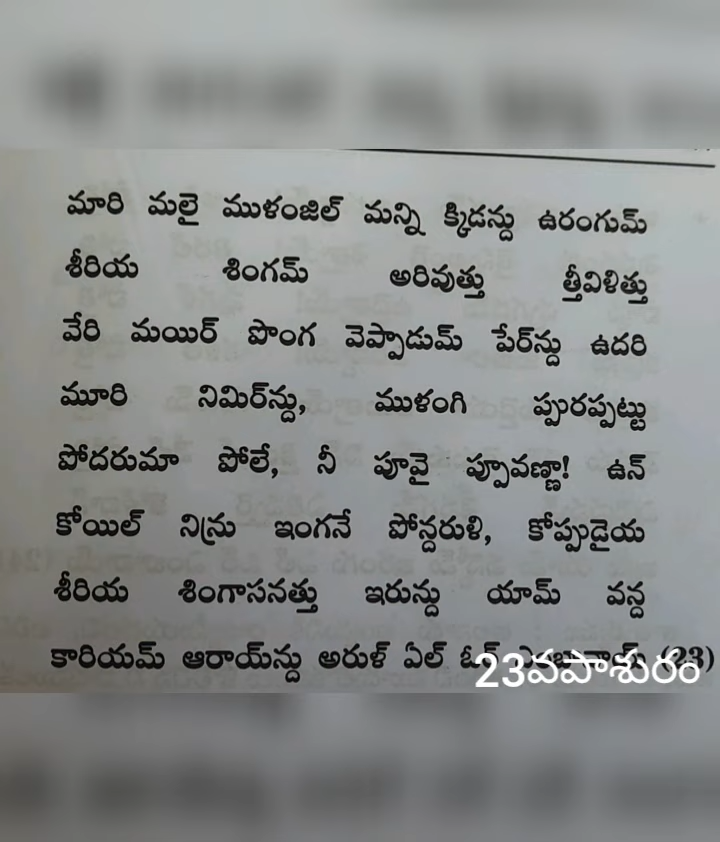 మారి మలై ముళంజిల్ మన్ని క్కిడన్దు ఉరంగుమ్
శీరియ శింగమ్ అరివుత్తు త్తీవిళిత్తు
వేరి మయిర్ పొంగ వెప్పాడుమ్ పేర్‌న్దు ఉదరి
మూరి నిమిర్‌న్దు, ముళంగి ప్పురప్పట్టు
పోదరుమా పోలే, నీ పూవై ప్పూవణ్ణా! ఉన్
కోయిల్ నిన్రు ఇంగనే పోన్దరుళి, కోప్పుడైయ
శీరియ శింగాసనత్తు ఇరున్దు యామ్ వన్ద
కారియమ్ ఆరాయ్‌న్దు అరుళ్ ఏల్ ఓర్
23వపాశురం